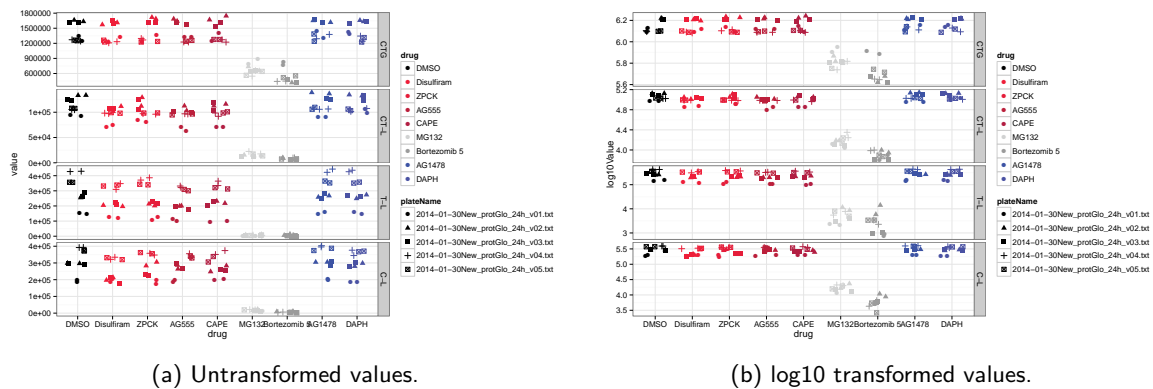 1800000
1500000
1200000
900000
600000
CTG
1e+05
5e+04
0e+00
CT-L
4e+05
3e+05
2e+05
1e+05
0e+00
T-L
4e+05
3e+05
2e+05
1e+05
0e+00
C-L
value
DMSO Disulfiram ZPCK AG555 CAPE MG132 Bortezomib 5 AG1478 DAPH
drug
drug
DMSO
Disulfiram
ZPCK
AG555
CAPE
MG132
Bortezomib 5
AG1478
DAPH
plateName
2014-01-30New_protGlo_24h_v01.txt
2014-01-30New_protGlo_24h_v02.txt
2014-01-30New_protGlo_24h_v03.txt
2014-01-30New_protGlo_24h_v04.txt
2014-01-30New_protGlo_24h_v05.txt
(a) Untransformed values.
6.2
6.0
5.8
5.6
CTG
5.2
4.8
4.4
4.0
CT-L
5
4
3
T-L
5.5
5.0
4.5
4.0
3.5
C-L
log10Value
DMSO Disulfiram ZPCK AG555 CAPE MG132 Bortezomib 5 AG1478 DAPH
drug
drug
DMSO
Disulfiram
ZPCK
AG555
CAPE
MG132
Bortezomib 5
AG1478
DAPH
plateName
2014-01-30New_protGlo_24h_v01.txt
2014-01-30New_protGlo_24h_v02.txt
2014-01-30New_protGlo_24h_v03.txt
2014-01-30New_protGlo_24h_v04.txt
2014-01-30New_protGlo_24h_v05.txt
(b) log10 transformed values.